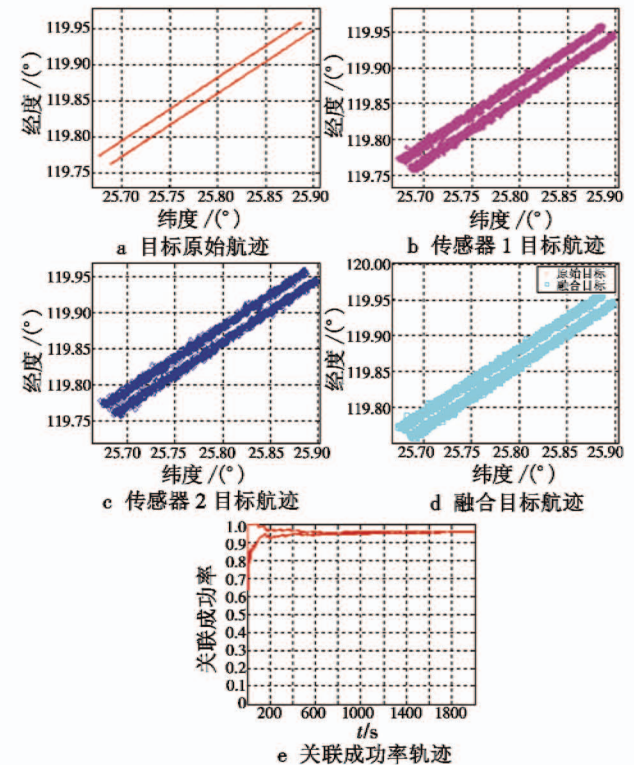 119.95
119.90
119.85
119.80
119.75
经度/(°)
25.70 25.75 25.80 25.85 25.90
纬度/(°)
a 目标原始航迹
119.95
119.90
119.85
119.80
119.75
经度/(°)
25.70 25.75 25.80 25.85 25.90
纬度/(°)
b 传感器1目标航迹
119.95
119.90
119.85
119.80
119.75
经度/(°)
25.70 25.75 25.80 25.85 25.90
纬度/(°)
c 传感器2目标航迹
120.00
119.95
119.90
119.85
119.80
经度/(°)
原始目标
融合目标
25.70 25.75 25.80 25.85 25.90
纬度/(°)
d 融合目标航迹
1.0
0.9
0.8
0.7
0.6
0.5
0.4
0.3
0.2
0.1
0
关联成功率
200 600 1000 1400 1800
t/s
e 关联成功率轨迹